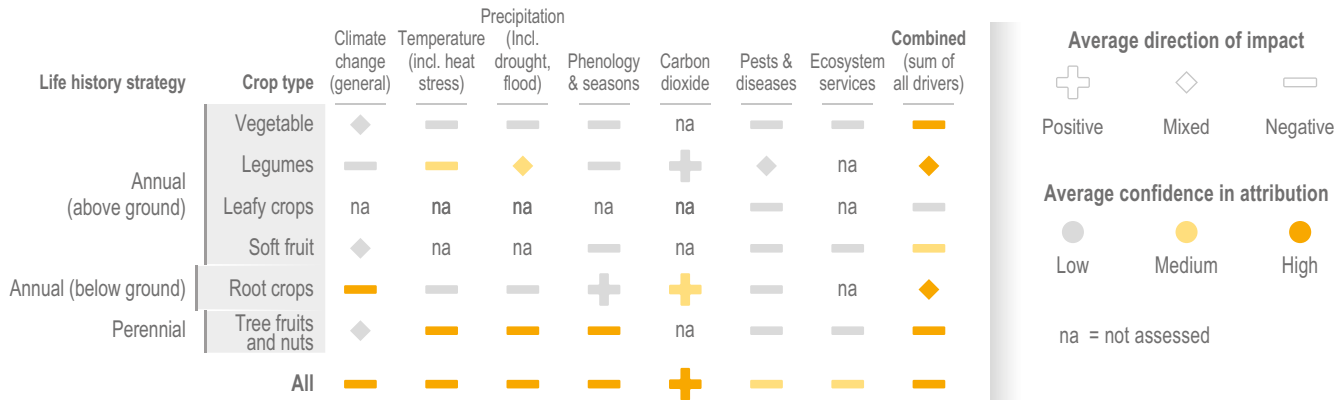 Life history strategy
Crop type
Climate
change
(general)
Temperature
(incl. heat
stress)
Precipitation
(Incl.
drought,
flood)
Phenology
& seasons
Carbon
dioxide
Pests &
diseases
Ecosystem
services
Combined
(sum of
all drivers)
Annual
(above ground)
Vegetable
na
Legumes
na
Leafy crops
na
na
na
na
na
na
Soft fruit
na
na
na
Annual (below ground)
Root crops
na
Perennial
Tree fruits
and nuts
na
All
Average direction of impact
Positive
Mixed
Negative
Average confidence in attribution
Low
Medium
High
na = not assessed